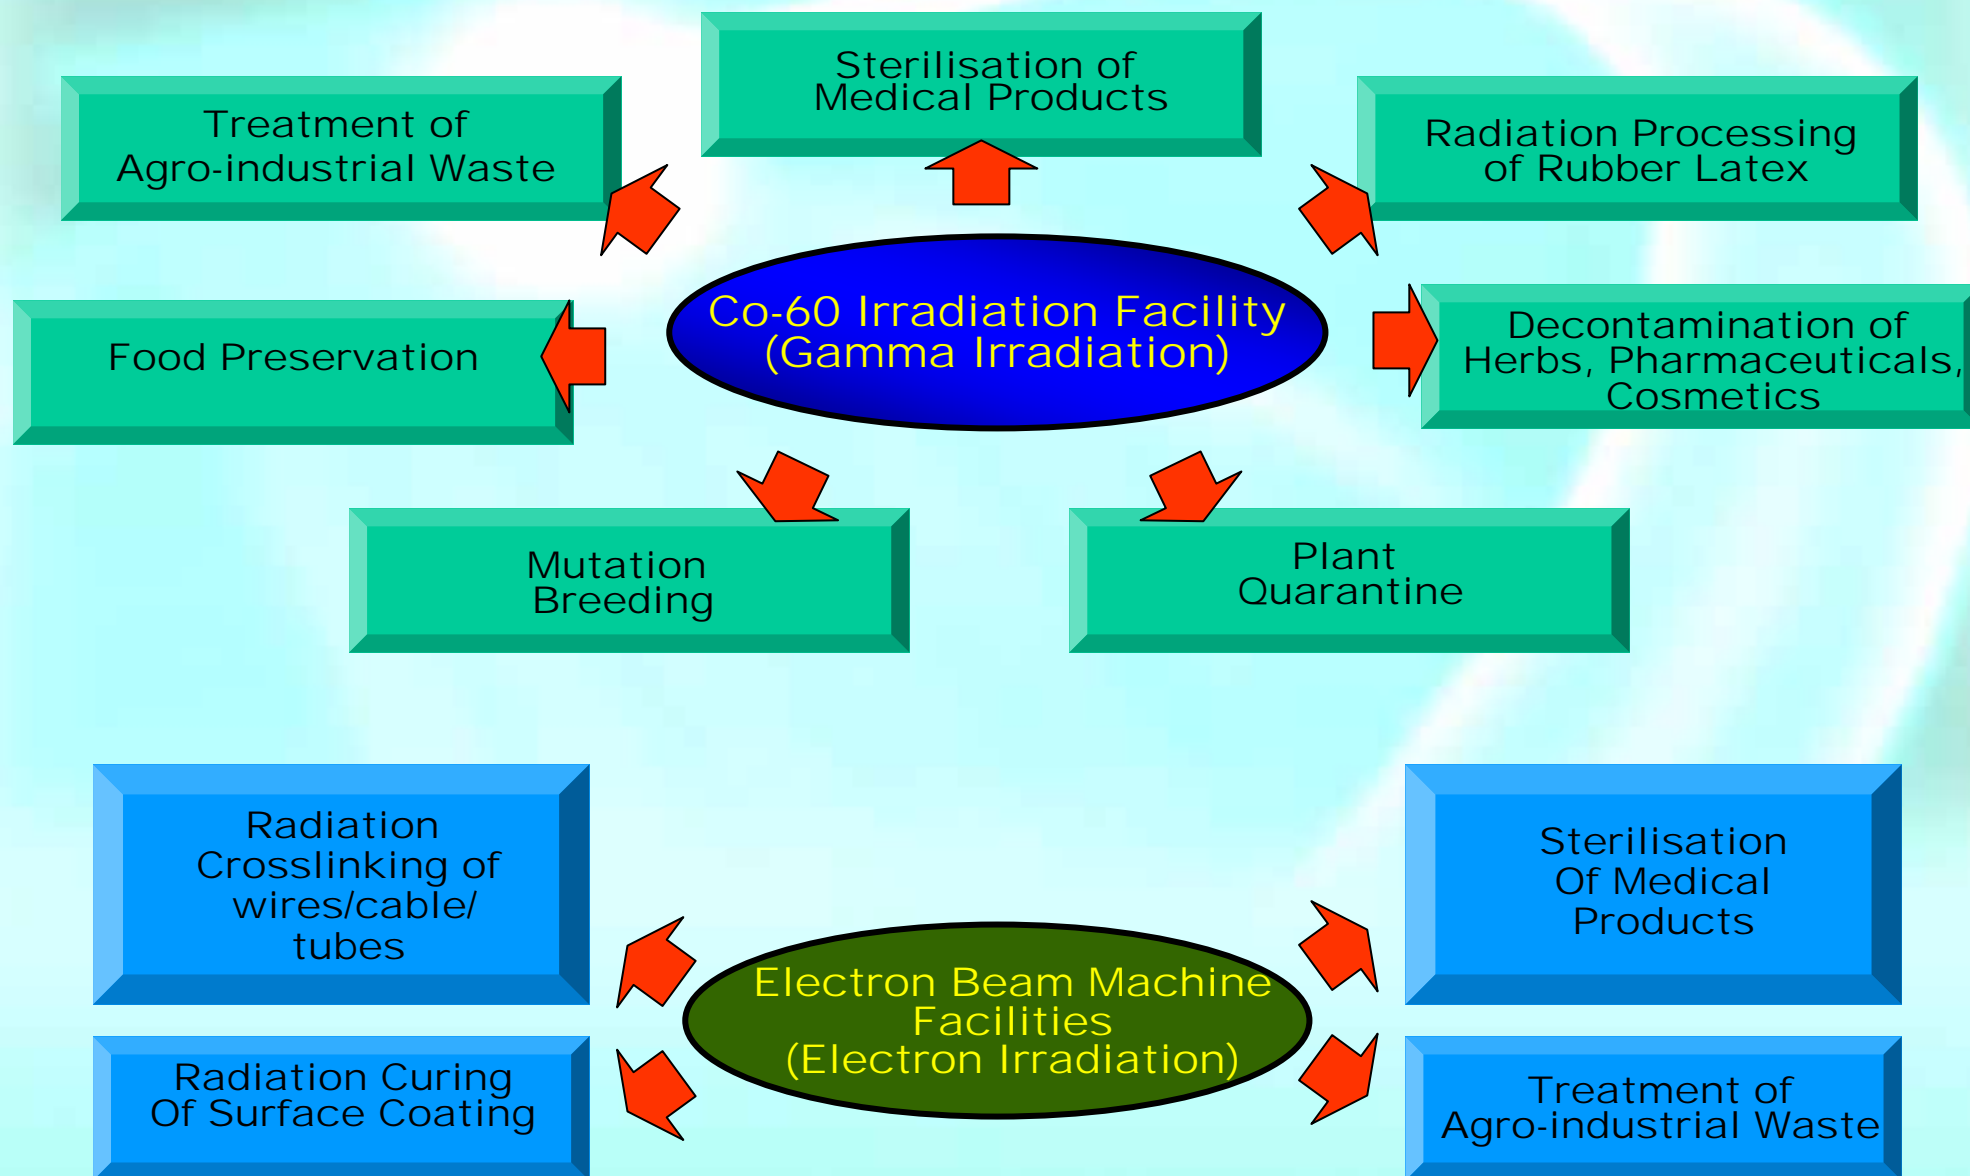 Sterilisation of
Medical Products
Treatment of
Agro-industrial Waste
Radiation Processing
of Rubber Latex
Co-60 Irradiation Facility
(Gamma Irradiation)
Food Preservation
Decontamination of
Herbs, Pharmaceuticals,
Cosmetics
Mutation
Breeding
Plant
Quarantine
Radiation
Crosslinking of
wires/cable/
tubes
Sterilisation
Of Medical
Products
Electron Beam Machine
Facilities
(Electron Irradiation)
Radiation Curing
Of Surface Coating
Treatment of
Agro-industrial Waste